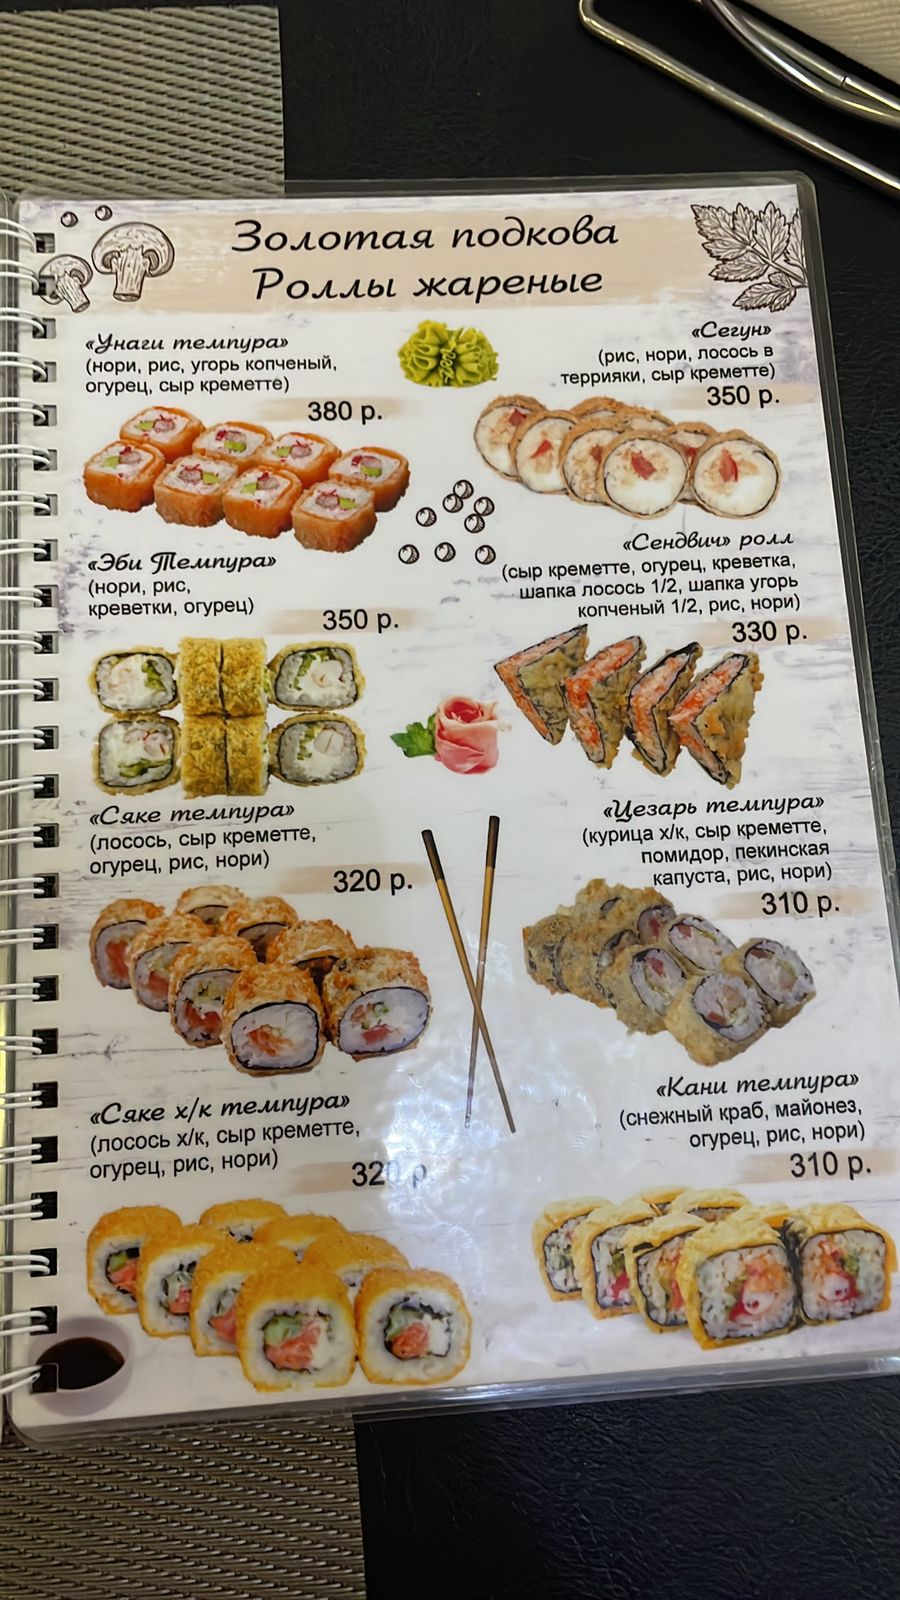 Золотая подкова
Роллы жареные
«Унаги темпура»
(нори, рис, угорь копченый,
огурец, сыр креметте)
380 р.
«Сегун»
(рис, нори, лосось в
террияки, сыр креметте)
350 р.
«Эби Темпура»
(нори, рис,
креветки, огурец)
350 р.
«Сендвич» ролл
(сыр креметте, огурец, креветка,
шапка лосось 1/2, шапка угорь
копченый 1/2, рис, нори)
330 р.
«Сяке темпура»
(лосось, сыр креметте,
огурец, рис, нори)
320 р.
«Цезарь темпура»
(курица х/к, сыр креметте,
помидор, пекинская
капуста, рис, нори)
310 р.
«Сяке х/к темпура»
(лосось х/к, сыр креметте,
огурец, рис, нори)
320 р
«Кани темпура»
(снежный краб, майонез,
огурец, рис, нори)
310 р.